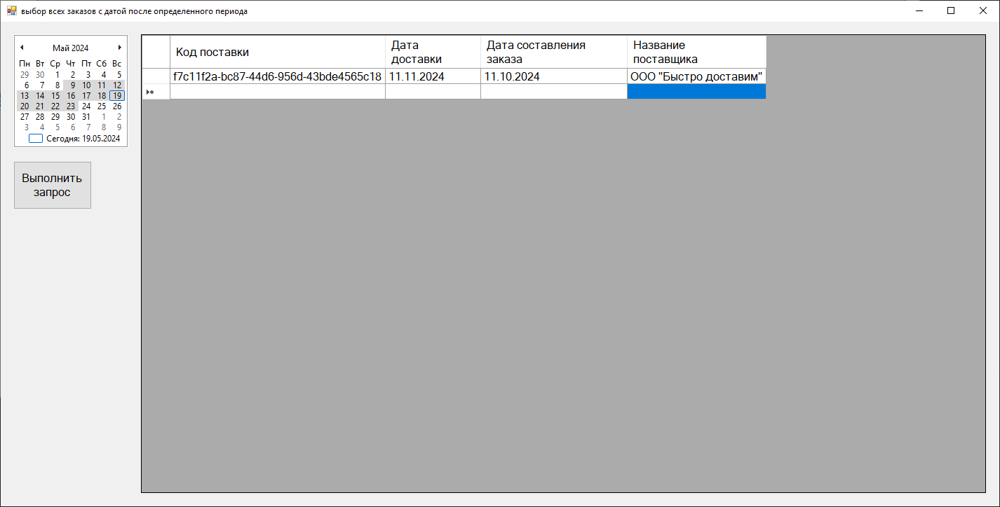 выбор всех заказов с датой после определенного периода
Май 2024
Пн Вт Ср Чт Пт Сб Вс
29 30 1 2 3 4 5
6 7 8 9 10 11 12
13 14 15 16 17 18 19
20 21 22 23 24 25 26
27 28 29 30 31 1 2
3 4 5 6 7 8 9
Сегодня: 19.05.2024
Выполнить
запрос
Код поставки
Дата
доставки
Дата составления
заказа
Название
поставщика
f7c11f2a-bc87-44d6-956d-43bde4565c18 11.11.2024 11.10.2024 ООО "Быстро доставим"